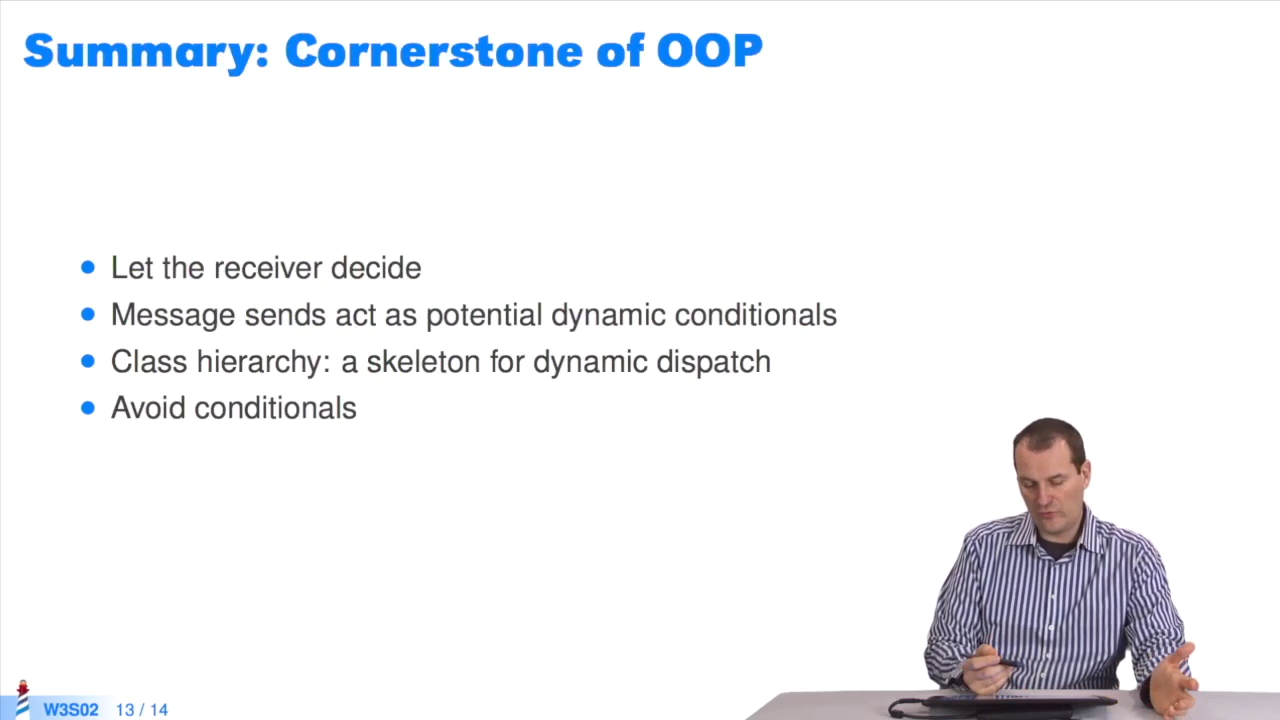 Summary: Cornerstone of OOP
Let the receiver decide
Message sends act as potential dynamic conditionals
Class hierarchy: a skeleton for dynamic dispatch
Avoid conditionals
W3S02 13 / 14